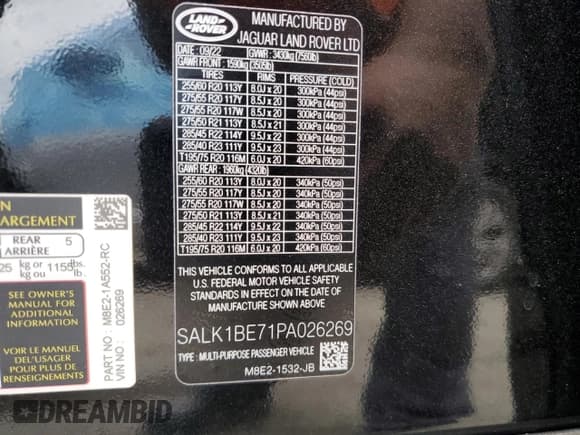 LAND ROVER
MANUFACTURED BY
JAGUAR LAND ROVER LTD
DATE: 09/22 GVWR: 3430kg (7560lb)
GAWR FRONT: 1590kg (3505lb)
TIRES RIMS PRESSURE (COLD)
255/60 R20 113Y 8.0J x 20 300kPa (44psi)
275/55 R20 117Y 8.5J x 20 300kPa (44psi)
275/55 R20 117W 8.5J x 20 300kPa (44psi)
275/50 R21 113Y 8.5J x 21 300kPa (44psi)
285/45 R22 114Y 9.5J x 22 300kPa (44psi)
285/40 R23 111Y 9.5J x 23 300kPa (44psi)
T195/75 R20 116M 6.0J x 20 420kPa (60psi)
GAWR REAR: 1960kg (4320lb)
255/60 R20 113Y 8.0J x 20 340kPa (50psi)
275/55 R20 117Y 8.5J x 20 340kPa (50psi)
275/55 R20 117W 8.5J x 20 340kPa (50psi)
275/50 R21 113Y 8.5J x 21 340kPa (50psi)
285/45 R22 114Y 9.5J x 22 340kPa (50psi)
285/40 R23 111Y 9.5J x 23 340kPa (50psi)
T195/75 R20 116M 6.0J x 20 420kPa (60psi)
THIS VEHICLE CONFORMS TO ALL APPLICABLE
U.S. FEDERAL MOTOR VEHICLE SAFETY
STANDARDS IN EFFECT ON THE DATE OF
MANUFACTURE SHOWN ABOVE
SALK1BE71PA026269
TYPE: MULTI-PURPOSE PASSENGER VEHICLE
M8E2-1532-JB
N
ARGEMENT
REAR 5
ARRIÈRE
25 kg or 1155 lbs.
kg ou lb.
SEE OWNER'S
MANUAL FOR
ADDITIONAL
INFORMATION
VOIR LE MANUEL
DE L'USAGER
POUR PLUS DE
RENSEIGNEMENTS
PART NO: M8E2-1A552-RC
VIN NO: 026269
DREAMBID